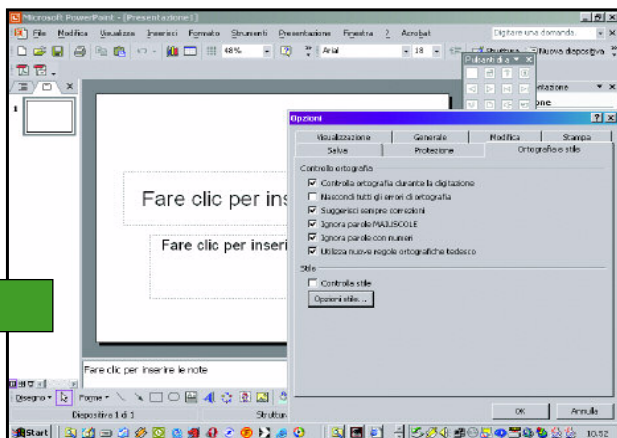 Microsoft PowerPoint - [Presentazione1]
File Modifica Visualizza Inserisci Formato Strumenti Presentazione Finestra ? Acrobat
Digitare una domanda.
48%
Arial
18
Struttura Nuova diapositiva
Pulsanti di a
1
Opzioni
Visualizzazione Generale Modifica Stampa
Salva Protezione Ortografia e stile
Controllo ortografia
Controlla ortografia durante la digitazione
Nascondi tutti gli errori di ortografia
Suggerisci sempre correzioni
Ignora parole MAIUSCOLE
Ignora parole con numeri
Utilizza nuove regole ortografiche tedesco
Stile
Controlla stile
Opzioni stile...
OK Annulla
Fare clic per ins
Fare clic per inseri
Fare clic per inserire le note
Disegno Forme
Diapositiva 1 di 1
Struttur
Start
10.52